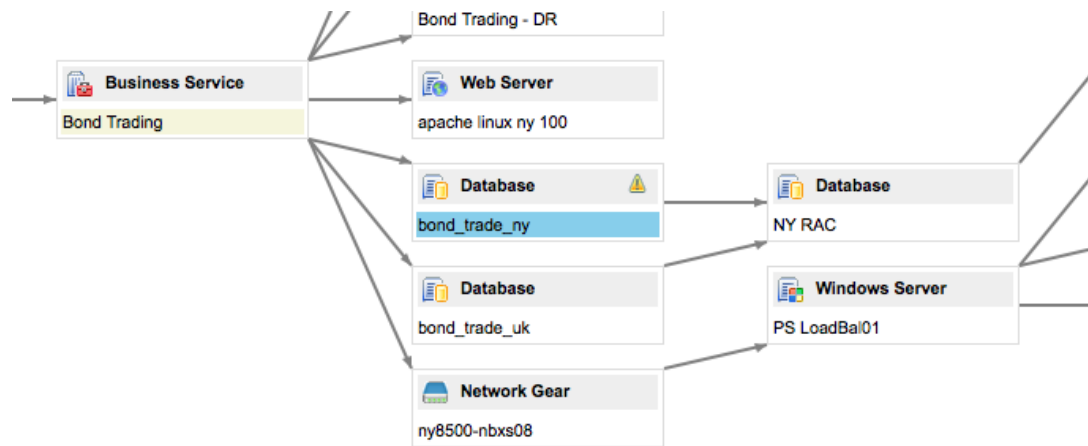 Bond Trading - DR
Business Service
Bond Trading
Web Server
apache linux ny 100
Database
bond_trade_ny
Database
NY RAC
Database
bond_trade_uk
Windows Server
PS LoadBal01
Network Gear
ny8500-nbxs08